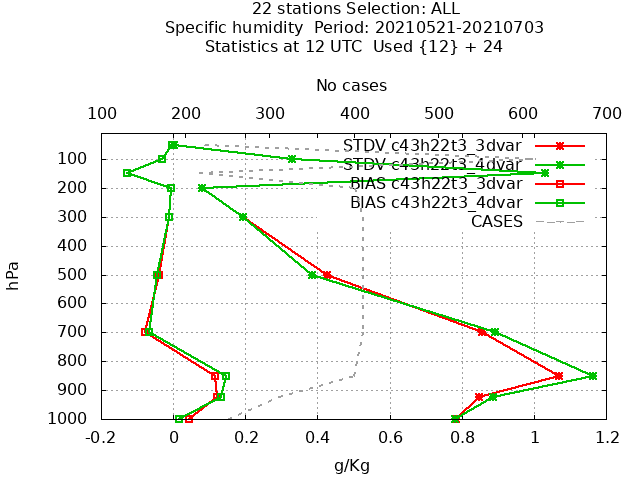 22 stations Selection: ALL
Specific humidity  Period: 20210521-20210703
Statistics at 12 UTC  Used {12} + 24
No cases
100 200 300 400 500 600 700
STDV c43h22t3_3dvar
STDV c43h22t3_4dvar
BIAS c43h22t3_3dvar
BIAS c43h22t3_4dvar
CASES
hPa
100
200
300
400
500
600
700
800
900
1000
-0.2 0 0.2 0.4 0.6 0.8 1 1.2
g/Kg